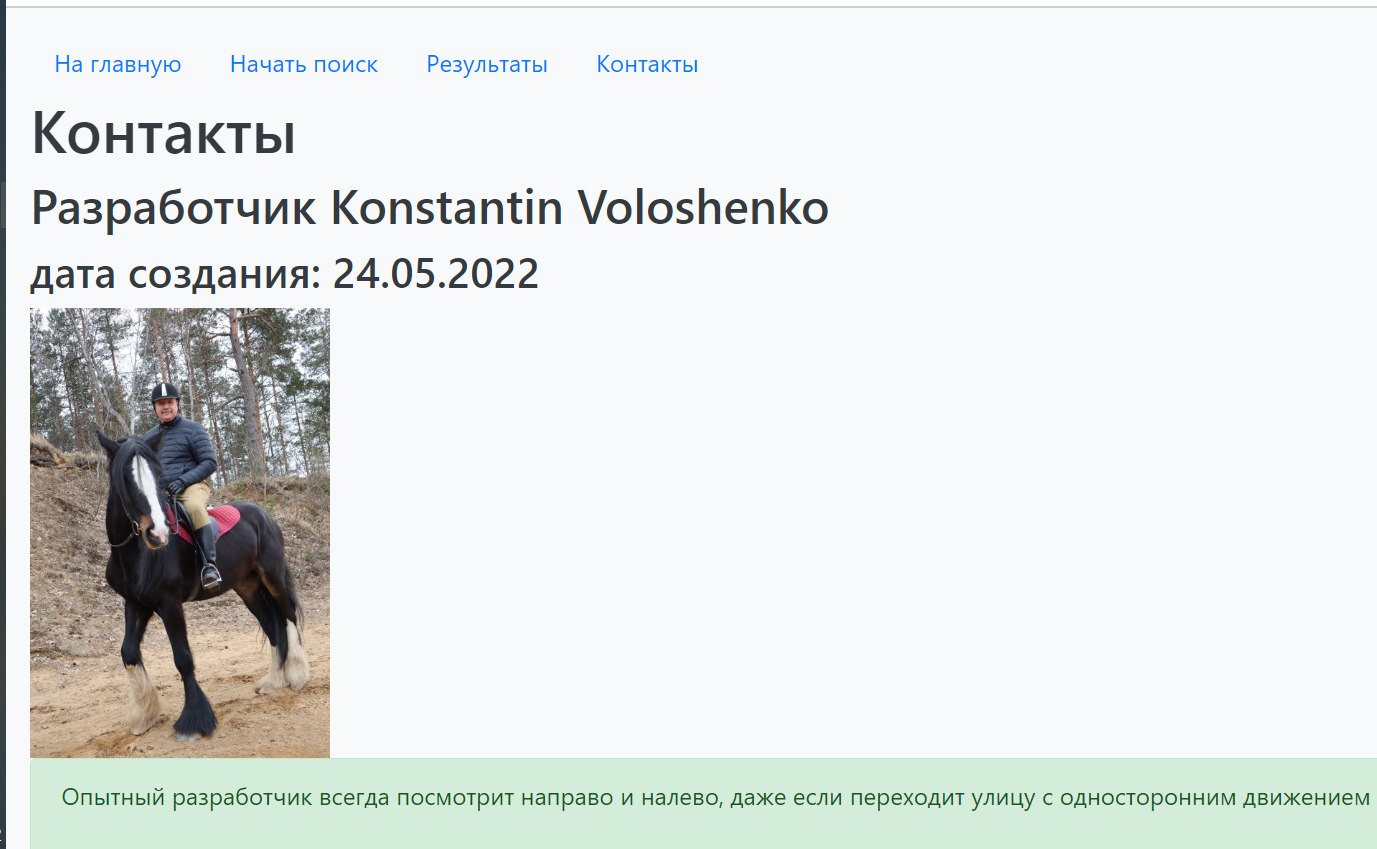 На главную Начать поиск Результаты Контакты
Контакты
Разработчик Konstantin Voloshenko
дата создания: 24.05.2022
Опытный разработчик всегда посмотрит направо и налево, даже если переходит улицу с односторонним движением